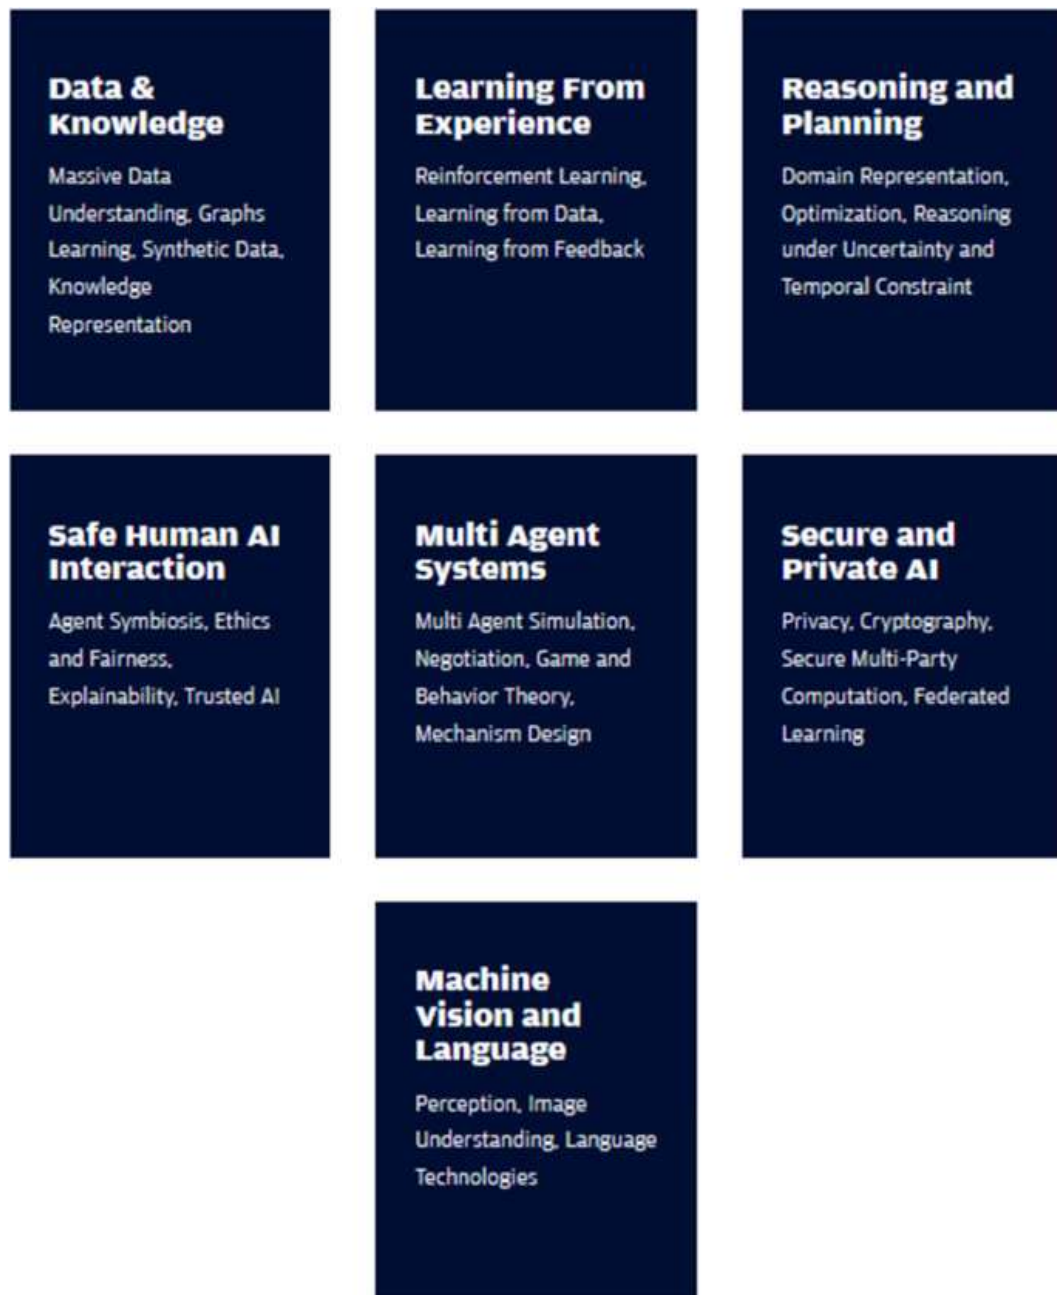 Data &
Knowledge
Massive Data
Understanding, Graphs
Learning, Synthetic Data,
Knowledge
Representation
Learning From
Experience
Reinforcement Learning,
Learning from Data,
Learning from Feedback
Reasoning and
Planning
Domain Representation,
Optimization, Reasoning
under Uncertainty and
Temporal Constraint
Safe Human AI
Interaction
Agent Symbiosis, Ethics
and Fairness,
Explainability, Trusted AI
Multi Agent
Systems
Multi Agent Simulation,
Negotiation, Game and
Behavior Theory,
Mechanism Design
Secure and
Private AI
Privacy, Cryptography,
Secure Multi-Party
Computation, Federated
Learning
Machine
Vision and
Language
Perception, Image
Understanding, Language
Technologies